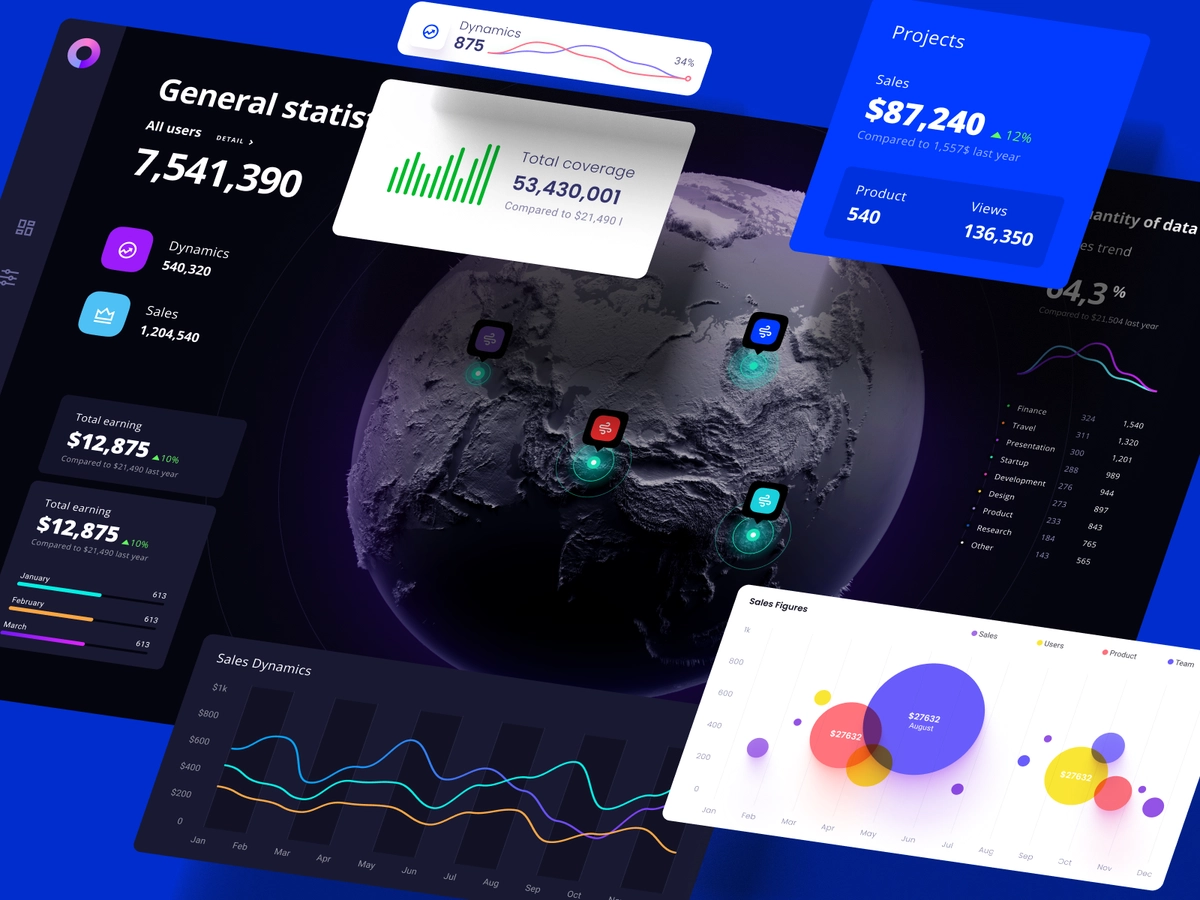 Dynamics
875
34%
Projects
Sales
$87,240
12%
Compared to 1,557$ last year
Product
540
Views
136,350
General statist
All users
DETAIL >
7,541,390
Total coverage
53,430,001
Compared to $21,490 l
Dynamics
540,320
Sales
1,204,540
antity of data
es trend
64,3 %
Compared to $21,504 last year
Finance 324 1,540
Travel 311 1,320
Presentation 300 1,201
Startup 288 989
Development 276 944
Design 273 897
Product 233 843
Research 184 765
Other 143 565
Total earning
$12,875
10%
Compared to $21,490 last year
Total earning
$12,875
10%
Compared to $21,490 last year
January 613
February 613
March 613
Sales Dynamics
$1k
$800
$600
$400
$200
0
Jan Feb Mar Apr May Jun Jul Aug Sep Oct
Sales Figures
Sales Users Product Team
1k
800
600
400
200
0
$27632
$27632
August
$27632
Jan Feb Mar Apr May Jun Jul Aug Sep Oct Nov Dec